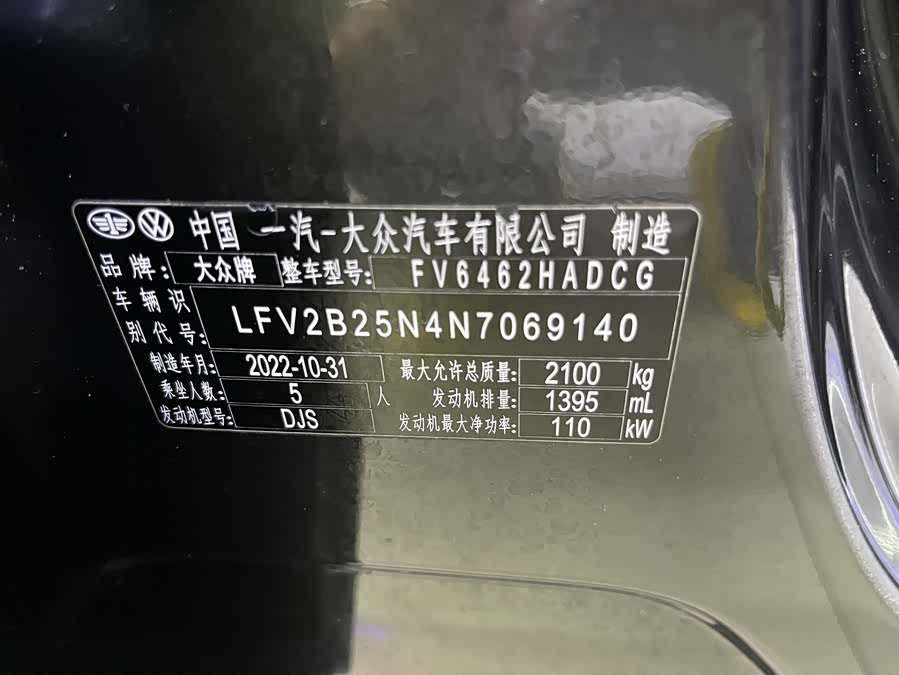 中国 一汽-大众汽车有限公司 制造
品牌: 大众牌 整车型号: FV6462HADCG
车辆识别代号: LFV2B25N4N7069140
制造年月: 2022-10-31 最大允许总质量: 2100 kg
乘坐人数: 5 人 发动机排量: 1395 mL
发动机型号: DJS 发动机最大净功率: 110 kW